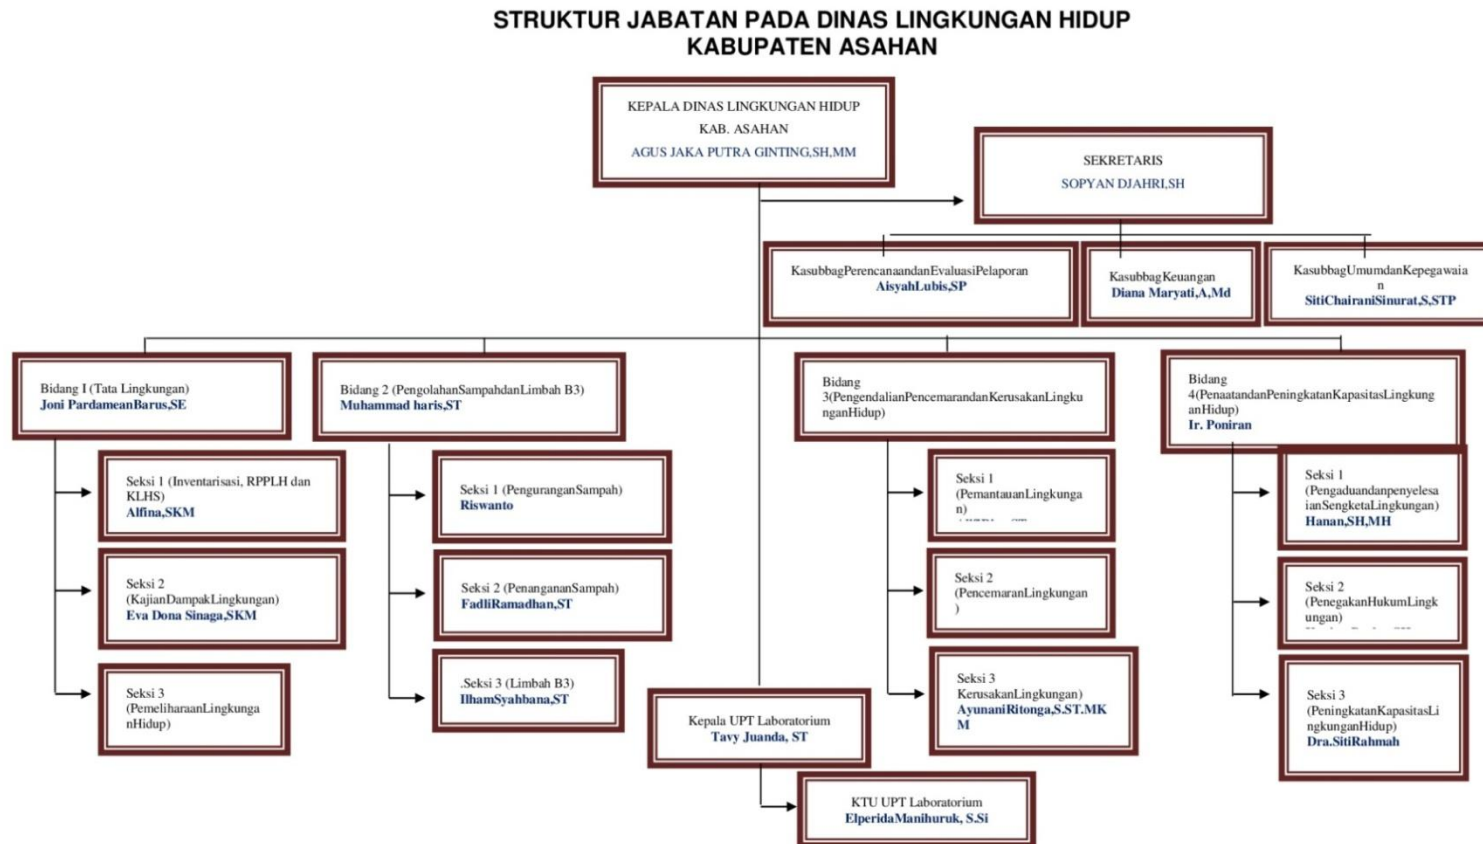 STRUKTUR JABATAN PADA DINAS LINGKUNGAN HIDUP
KABUPATEN ASAHAN
KEPALA DINAS LINGKUNGAN HIDUP
KAB. ASAHAN
AGUS JAKA PUTRA GINTING,SH,MM
SEKRETARIS
SOPYAN DJAHRI,SH
KasubbagPerencanaandanEvaluasiPelaporan
AisyahLubis,SP
KasubbagKeuangan
Diana Maryati,A,Md
KasubbagUmumdanKepegawaia
n
SitiChairaniSinurat,S,STP
Bidang I (Tata Lingkungan)
Joni PardameanBarus,SE
Bidang 2 (PengolahanSampahdanLimbah B3)
Muhammad haris,ST
Bidang
3(PengendalianPencemarandanKerusakanLingku
nganHidup)
Bidang
4(PenaatandanPeningkatanKapasitasLingkung
anHidup)
Ir. Poniran
Seksi 1 (Inventarisasi, RPPLH dan
KLHS)
Alfina,SKM
Seksi 2
(KajianDampakLingkungan)
Eva Dona Sinaga,SKM
Seksi 3
(PemeliharaanLingkunga
nHidup)
Seksi 1 (PenguranganSampah)
Riswanto
Seksi 2 (PenangananSampah)
FadliRamadhan,ST
.Seksi 3 (Limbah B3)
IlhamSyahbana,ST
Seksi 1
(PemantauanLingkunga
n)
Seksi 2
(PencemaranLingkungan
)
Seksi 3
KerusakanLingkungan)
AyunaniRitonga,S.ST.MK
M
Seksi 1
(Pengaduandanpenyelesa
ianSengketaLingkungan)
Hanan,SH,MH
Seksi 2
(PenegakanHukumLingk
ungan)
Seksi 3
(PeningkatanKapasitasLi
ngkunganHidup)
Dra.SitiRahmah
Kepala UPT Laboratorium
Tavy Juanda, ST
KTU UPT Laboratorium
ElperidaManihuruk, S.Si